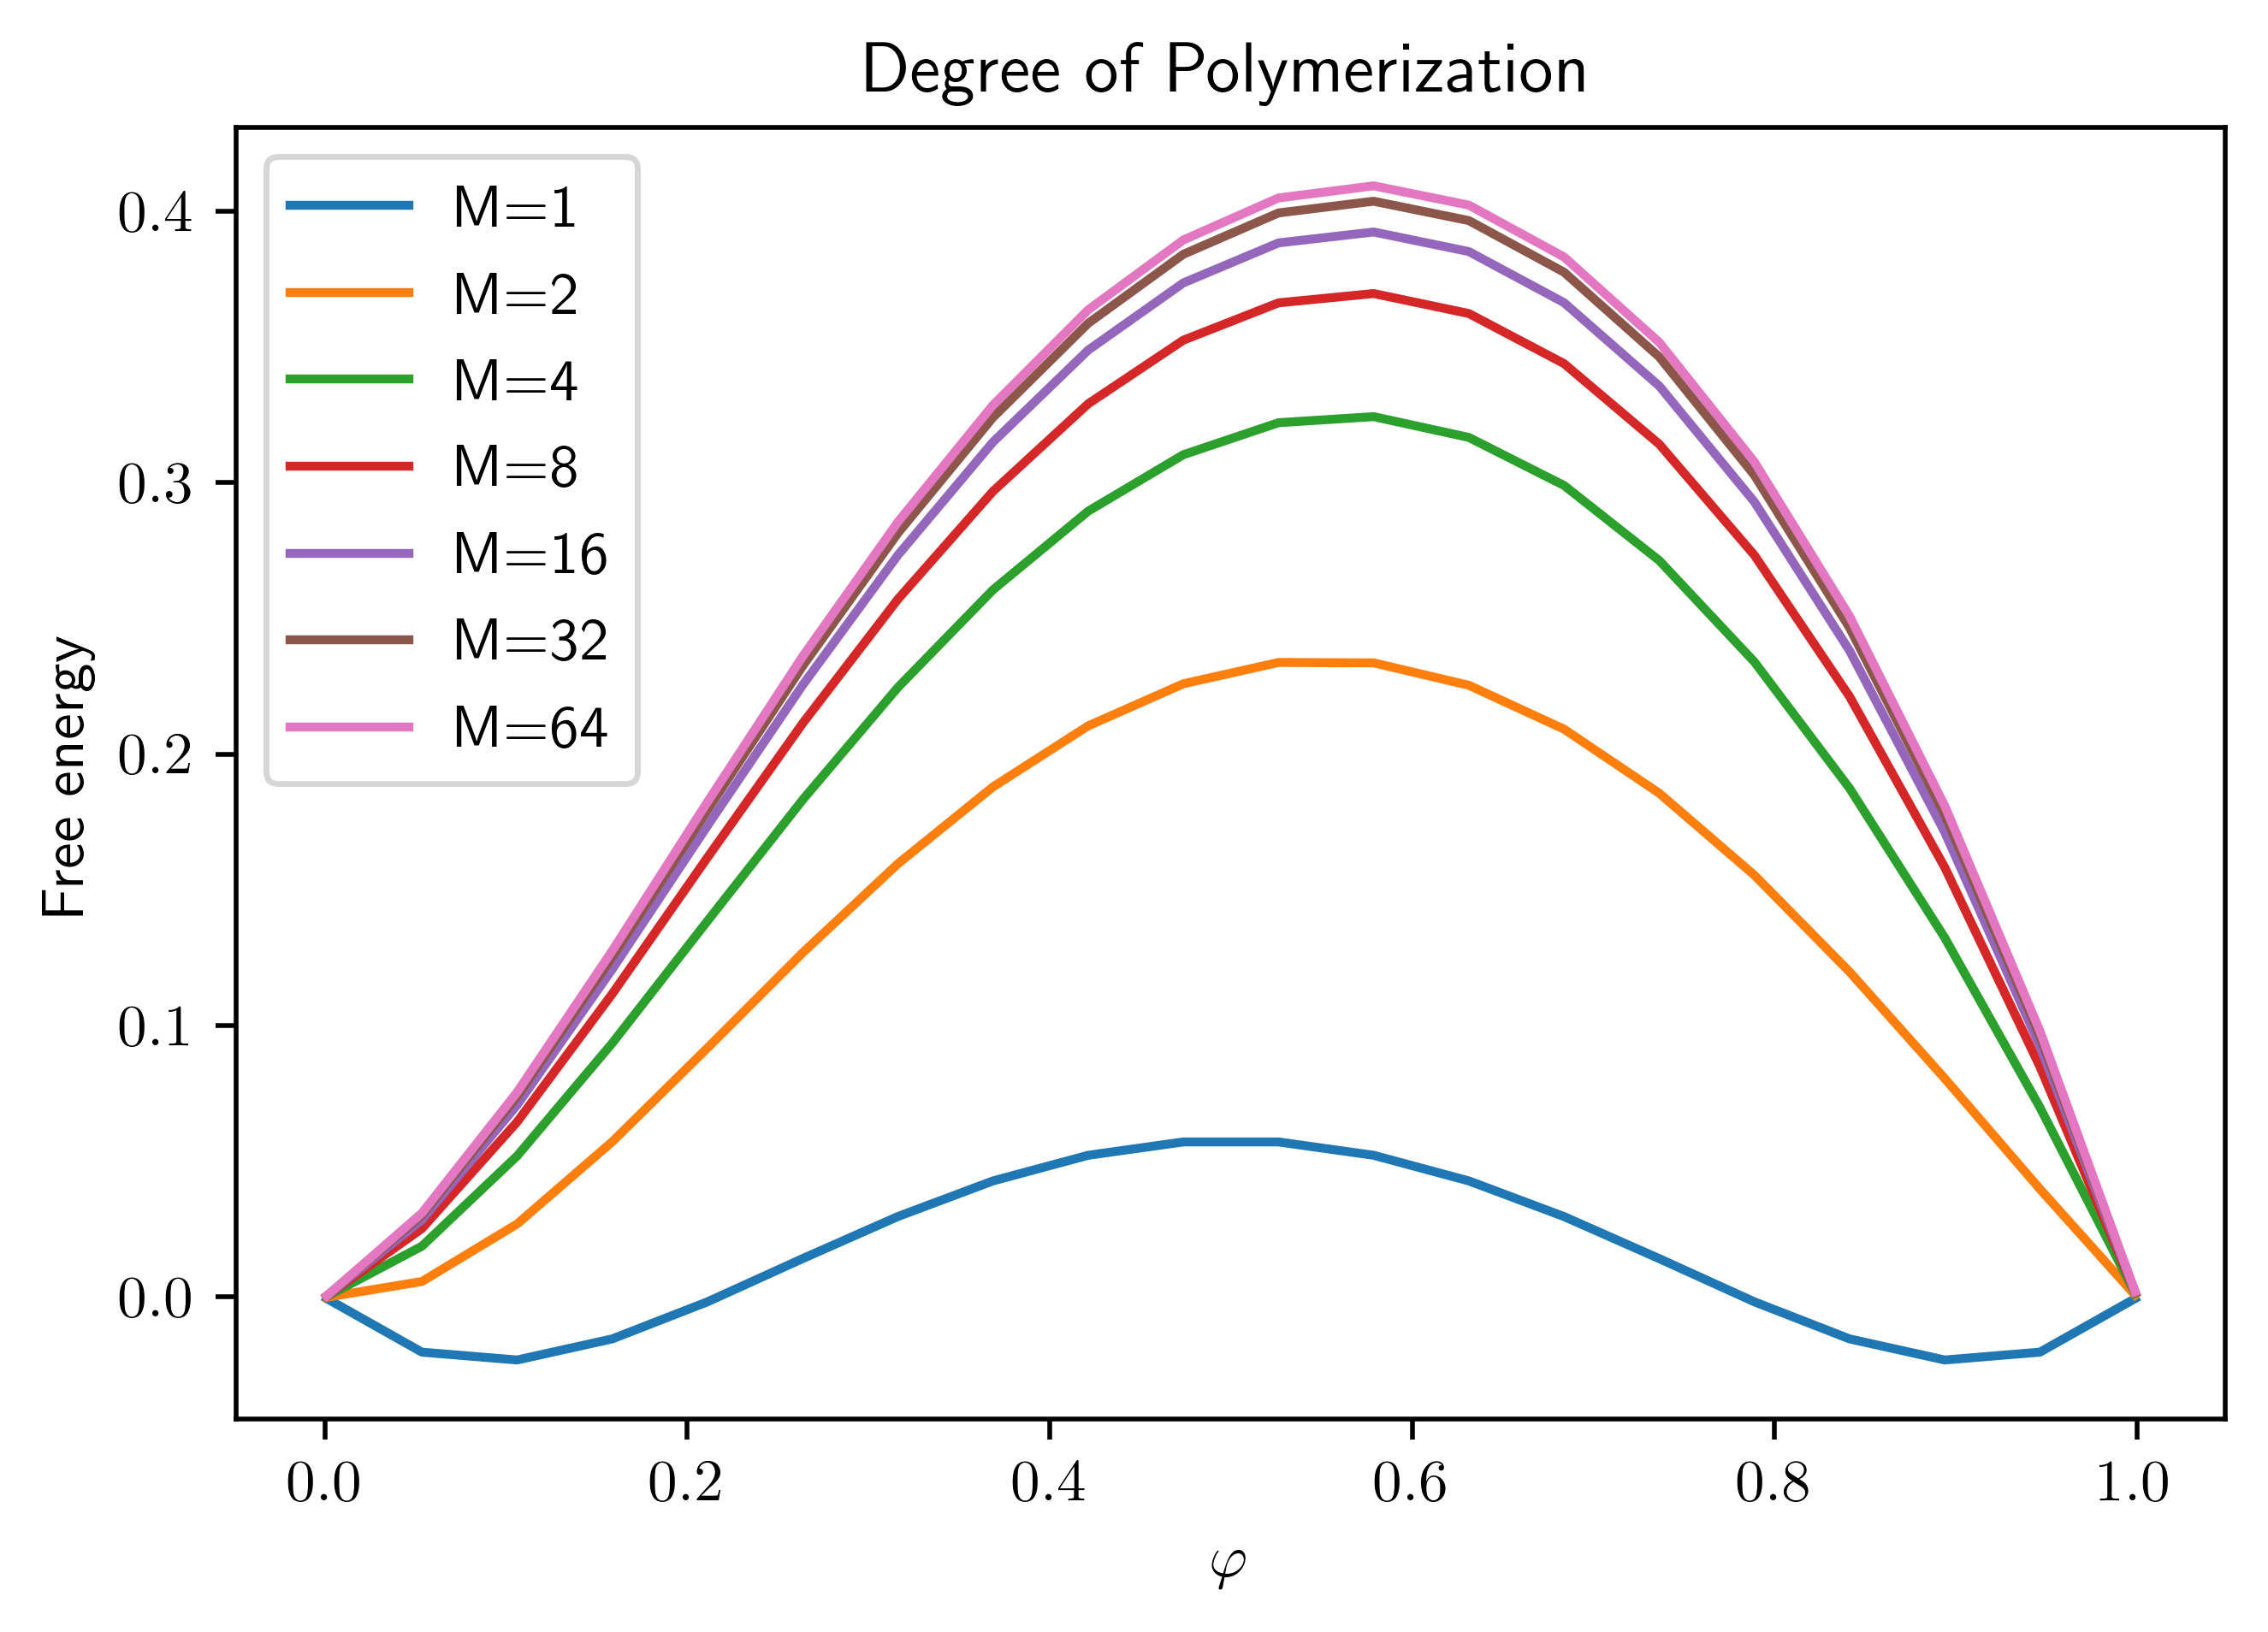 Degree of Polymerization
M=1
M=2
M=4
M=8
M=16
M=32
M=64
Free energy
0.4
0.3
0.2
0.1
0.0
0.0 0.2 0.4 0.6 0.8 1.0
φ